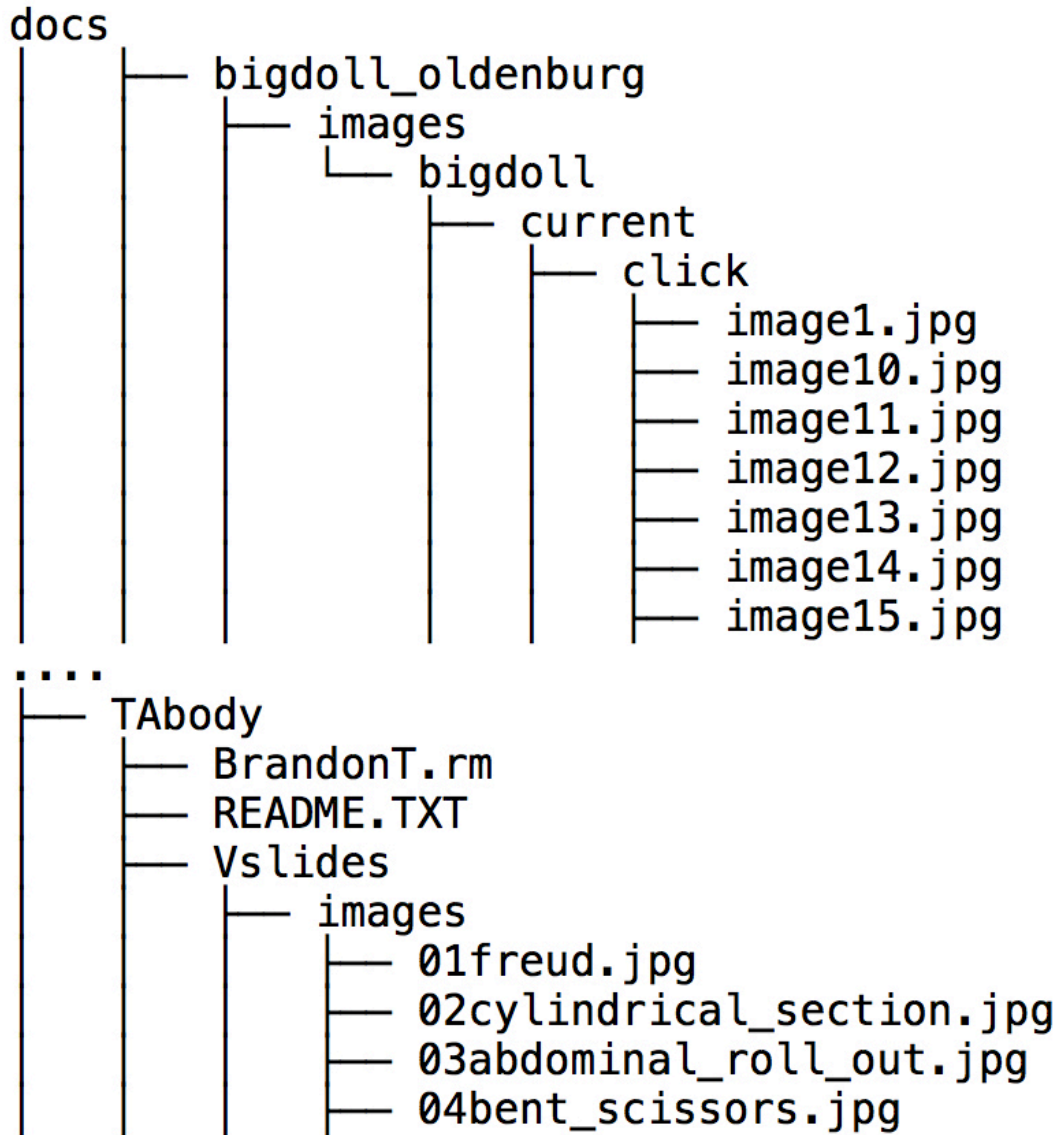 docs
bigdoll_oldenburg
images
bigdoll
current
click
image1.jpg
image10.jpg
image11.jpg
image12.jpg
image13.jpg
image14.jpg
image15.jpg
....
TAbody
BrandonT.rm
README.TXT
Vslides
images
01freud.jpg
02cylindrical_section.jpg
03abdominal_roll_out.jpg
04bent_scissors.jpg